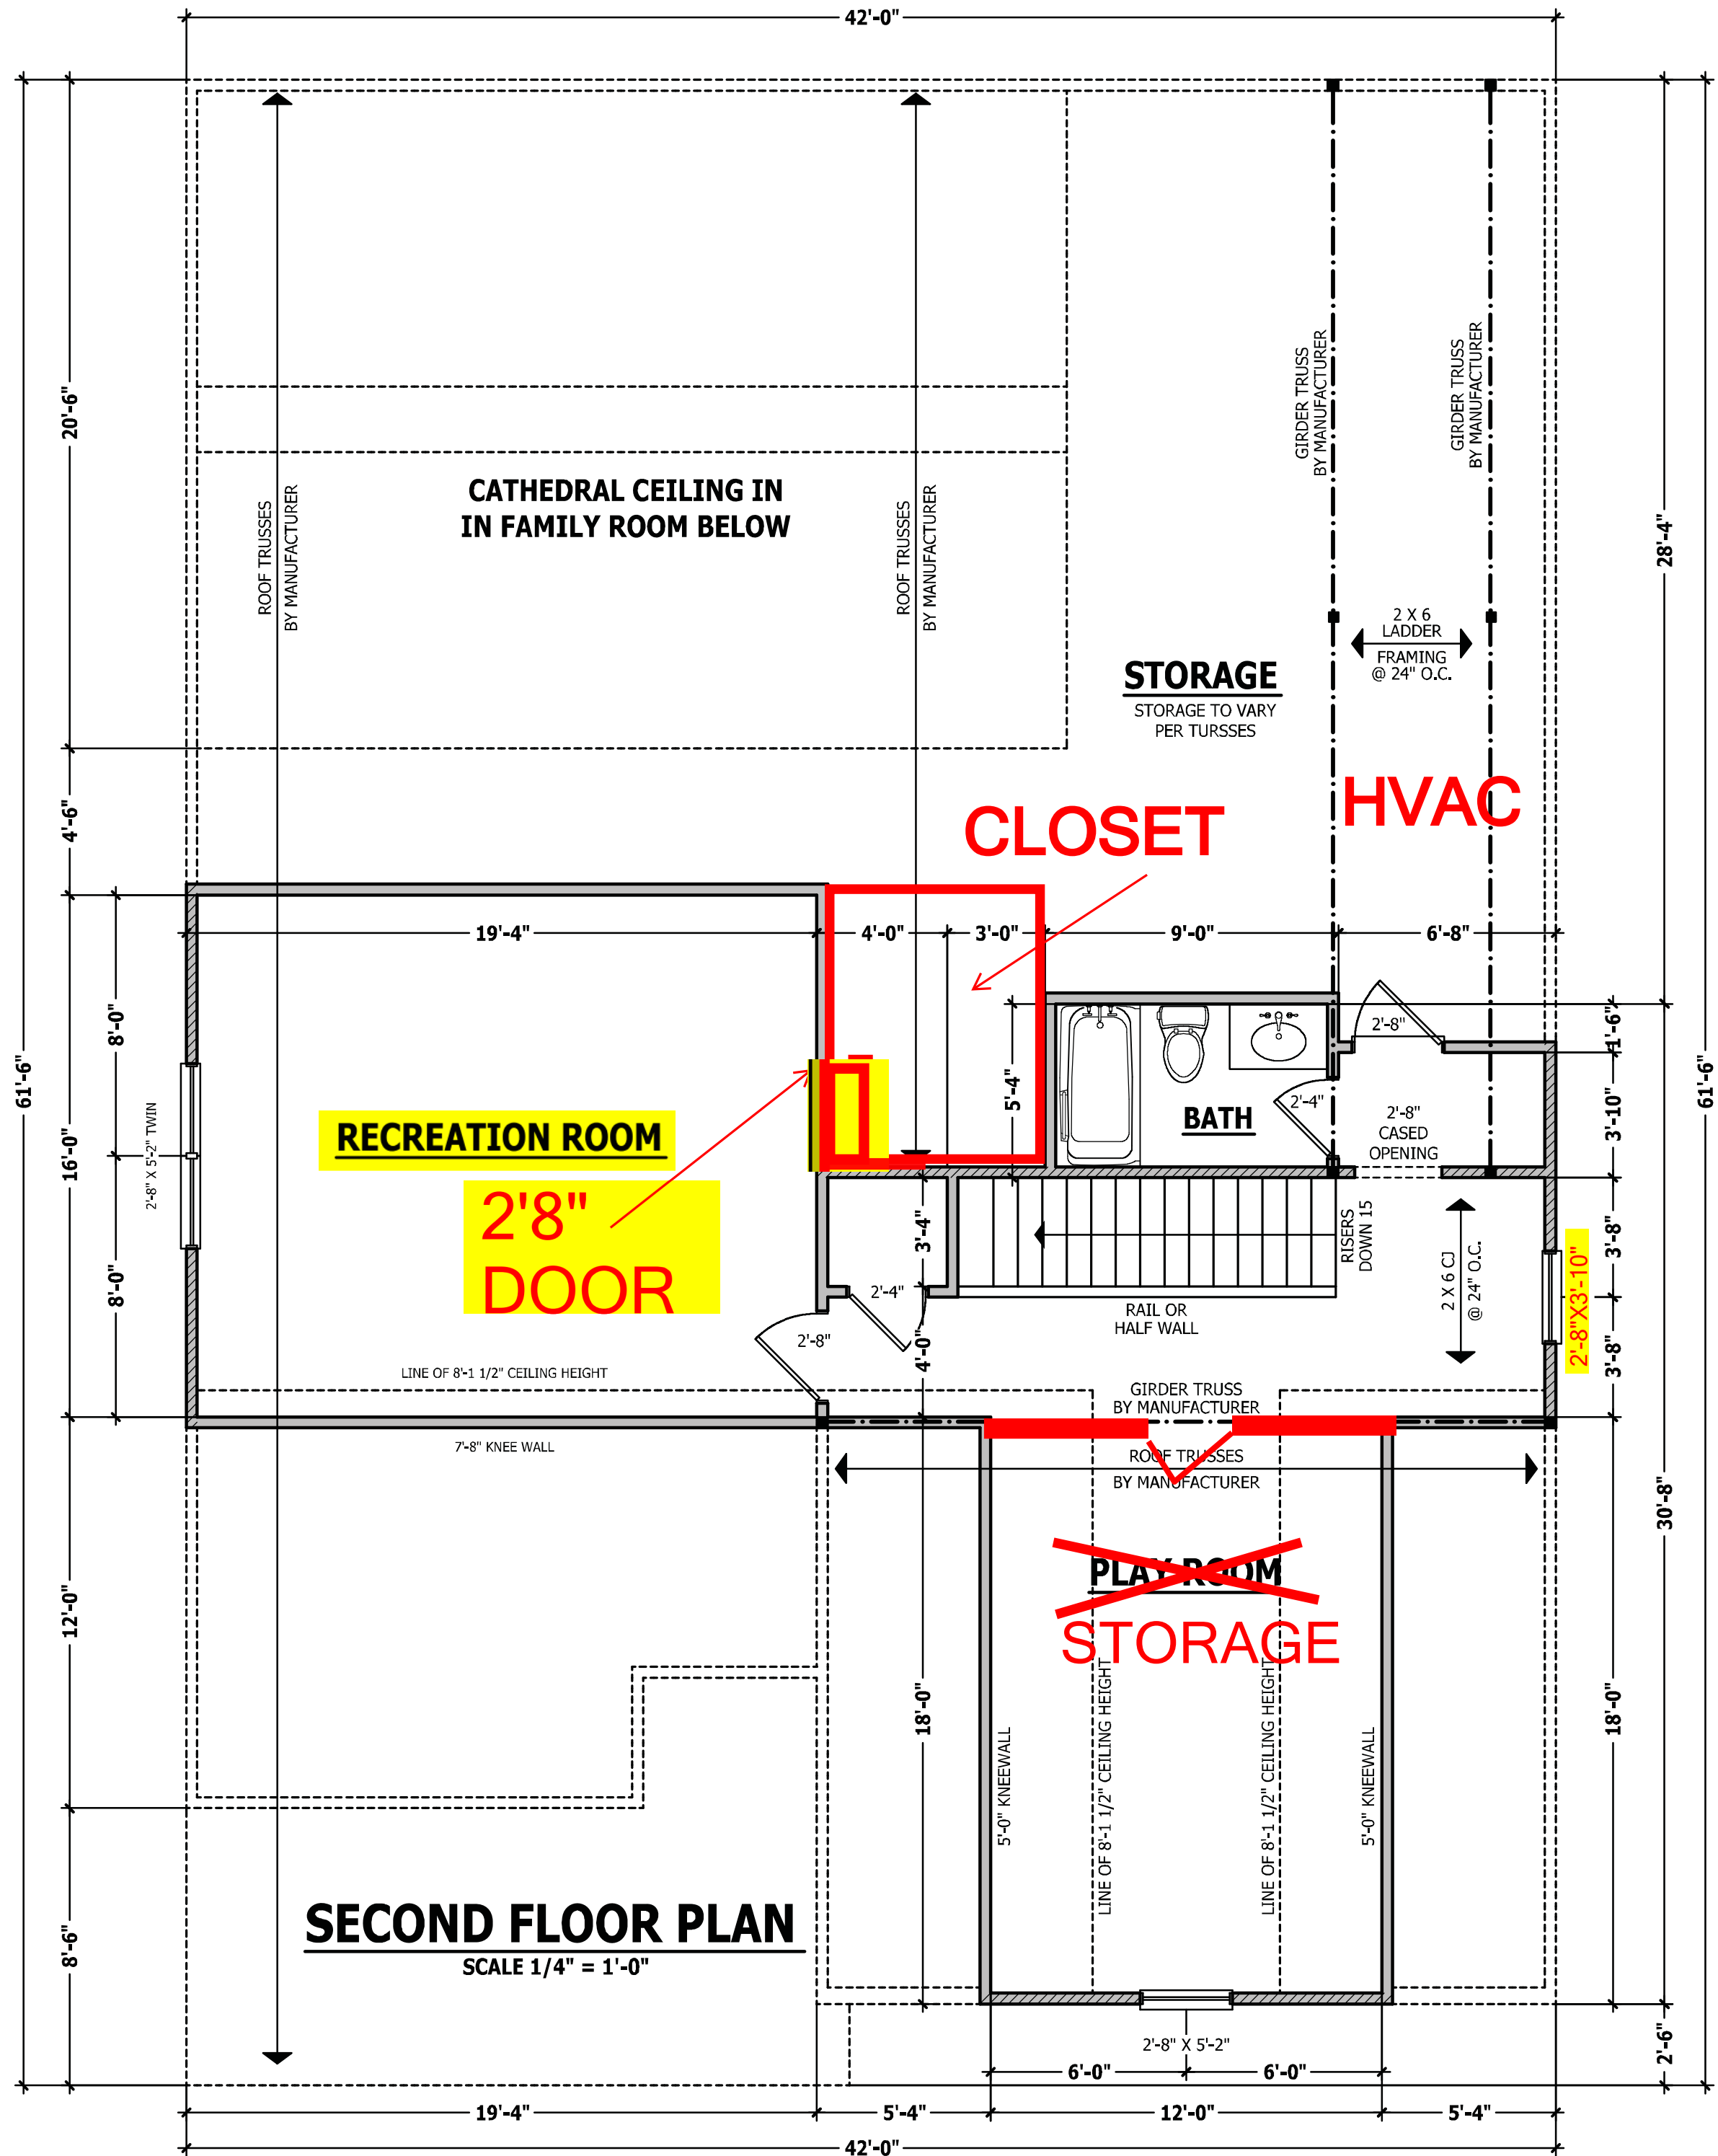 42'-0"
GIRDER TRUSS
BY MANUFACTURER
GIRDER TRUSS
BY MANUFACTURER
20'-6"
CATHEDRAL CEILING IN
IN FAMILY ROOM BELOW
ROOF TRUSSES
BY MANUFACTURER
ROOF TRUSSES
BY MANUFACTURER
28'-4"
2 X 6
LADDER
FRAMING
@ 24" O.C.
STORAGE
STORAGE TO VARY
PER TURSSES
HVAC
CLOSET
4'-6"
19'-4"
4'-0"
3'-0"
9'-0"
6'-8"
8'-0"
1'-6"
2'-8"
61'-6"
16'-0"
2'-8" X 5'-2" TWIN
5'-4"
2'-4"
BATH
2'-8"
CASED
OPENING
3'-10"
61'-6"
RECREATION ROOM
2'8"
DOOR
8'-0"
3'-4"
2'-4"
RISERS
DOWN 15
2 X 6 CJ
@ 24" O.C.
3'-8"
2'-8"X3'-10"
RAIL OR
HALF WALL
2'-8"
4'-0"
3'-8"
LINE OF 8'-1 1/2" CEILING HEIGHT
GIRDER TRUSS
BY MANUFACTURER
7'-8" KNEE WALL
ROOF TRUSSES
BY MANUFACTURER
30'-8"
PLAY ROOM
STORAGE
12'-0"
18'-0"
5'-0" KNEEWALL
LINE OF 8'-1 1/2" CEILING HEIGHT
LINE OF 8'-1 1/2" CEILING HEIGHT
5'-0" KNEEWALL
18'-0"
SECOND FLOOR PLAN
SCALE 1/4" = 1'-0"
8'-6"
2'-8" X 5'-2"
2'-6"
6'-0"
6'-0"
19'-4"
5'-4"
12'-0"
5'-4"
42'-0"